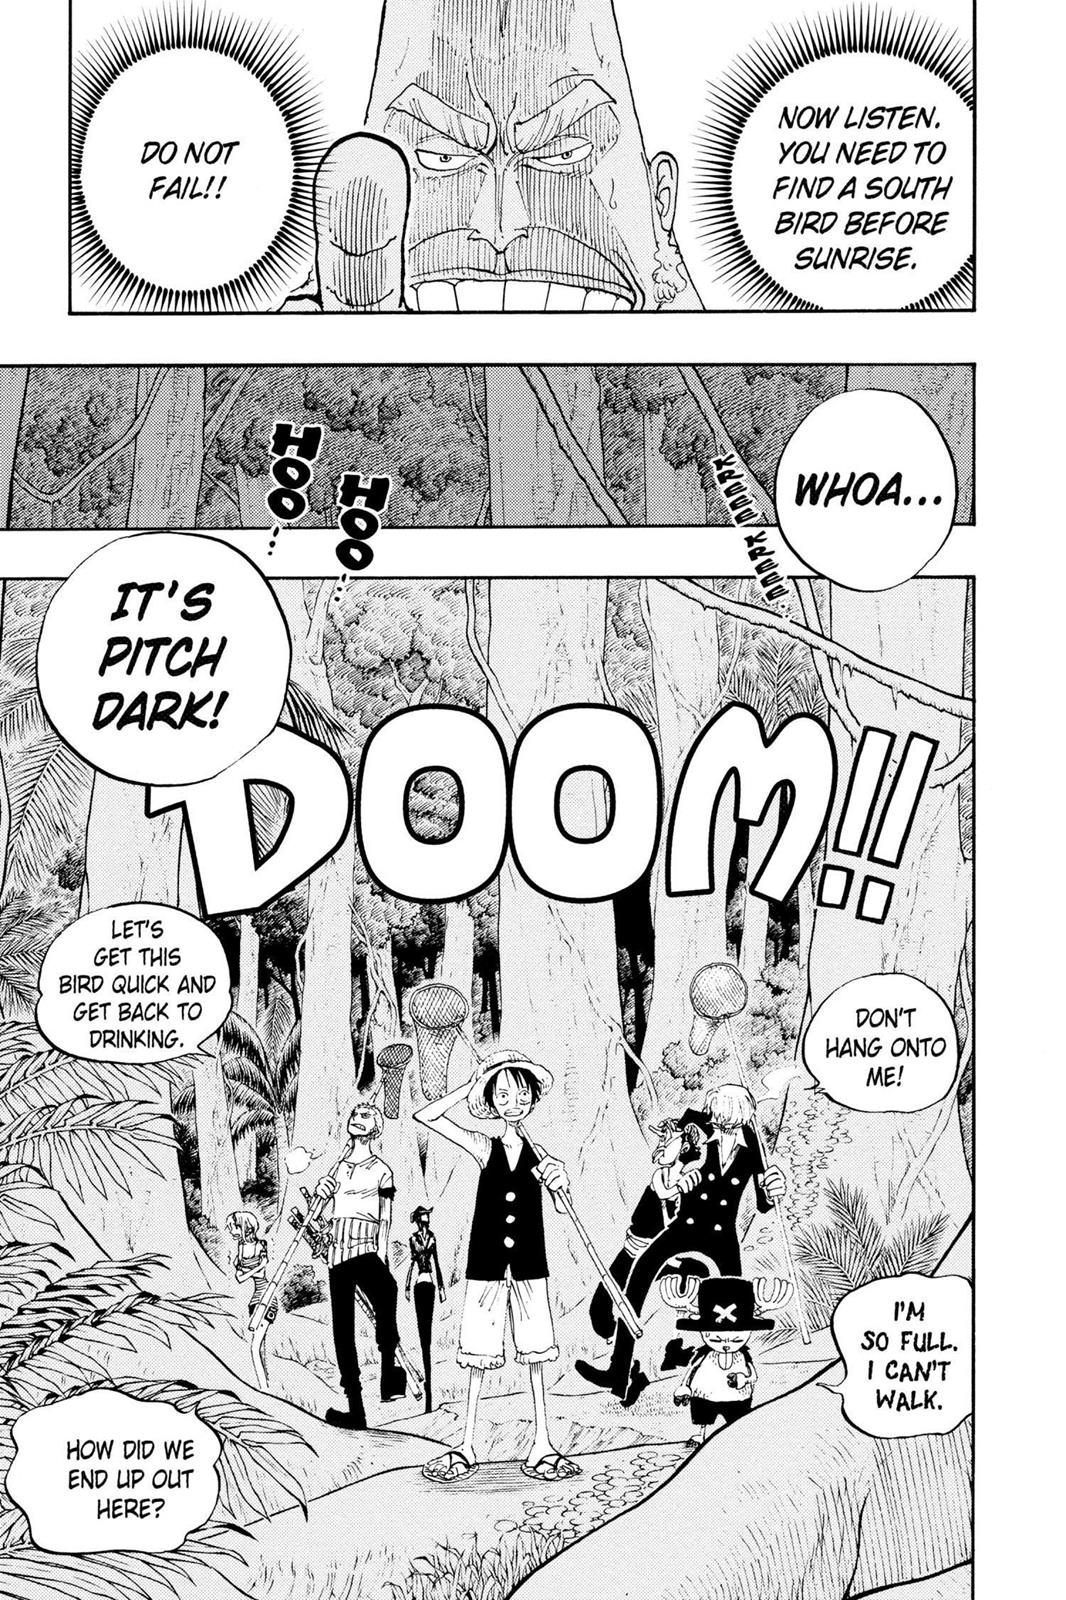 NOW LISTEN.
YOU NEED TO
FIND A SOUTH
BIRD BEFORE
SUNRISE.
DO NOT
FAIL!!
WHOA...
KREEE KREEE...
HOO...
HOO...
IT'S
PITCH
DARK!
DOOM!!
DON'T
HANG ONTO
ME!
LET'S
GET THIS
BIRD QUICK AND
GET BACK TO
DRINKING.
I'M
SO FULL.
I CAN'T
WALK.
HOW DID WE
END UP OUT
HERE?